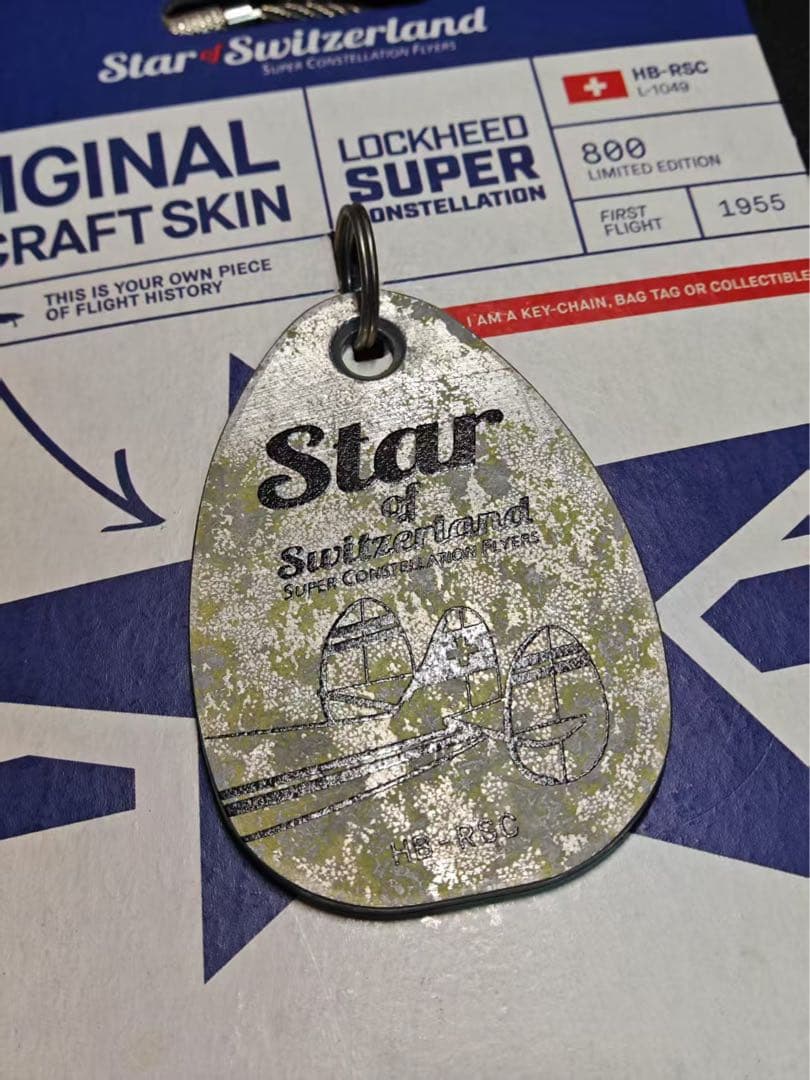 Star of Switzerland
SUPER CONSTELLATION FLYERS
IGINAL
CRAFT SKIN
THIS IS YOUR OWN PIECE
OF FLIGHT HISTORY
LOCKHEED
SUPER
ONSTELLATION
HB-RSC
L-1049
800
LIMITED EDITION
FIRST
FLIGHT
1955
I AM A KEY-CHAIN, BAG TAG OR COLLECTIBLE
Star
of
Switzerland
SUPER CONSTELLATION FLYERS
HB-RSC